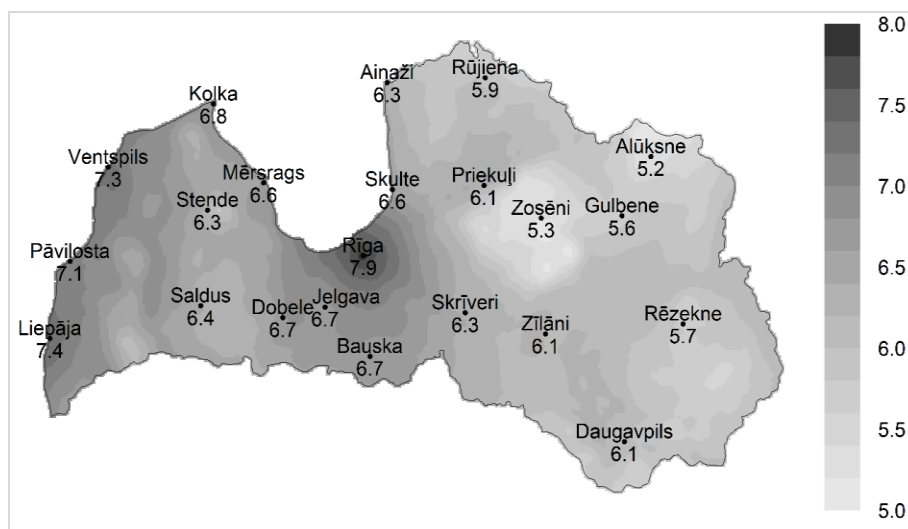 8.0
Ainaži
6.3
Rūjiena
5.9
7.5
Kolka
6.8
Alūksne
5.2
Ventspils
7.3
Mērsrags
6.6
Skulte
6.6
Priekuļi
6.1
7.0
Stende
6.3
Zosēni
5.3
Gulbene
5.6
Pāvilosta
7.1
Rīga
7.9
6.5
Saldus
6.4
Dobele
6.7
Jelgava
6.7
Skrīveri
6.3
Zīlāni
6.1
Rēzekne
5.7
Liepāja
7.4
Bauska
6.7
6.0
Daugavpils
6.1
5.5
5.0